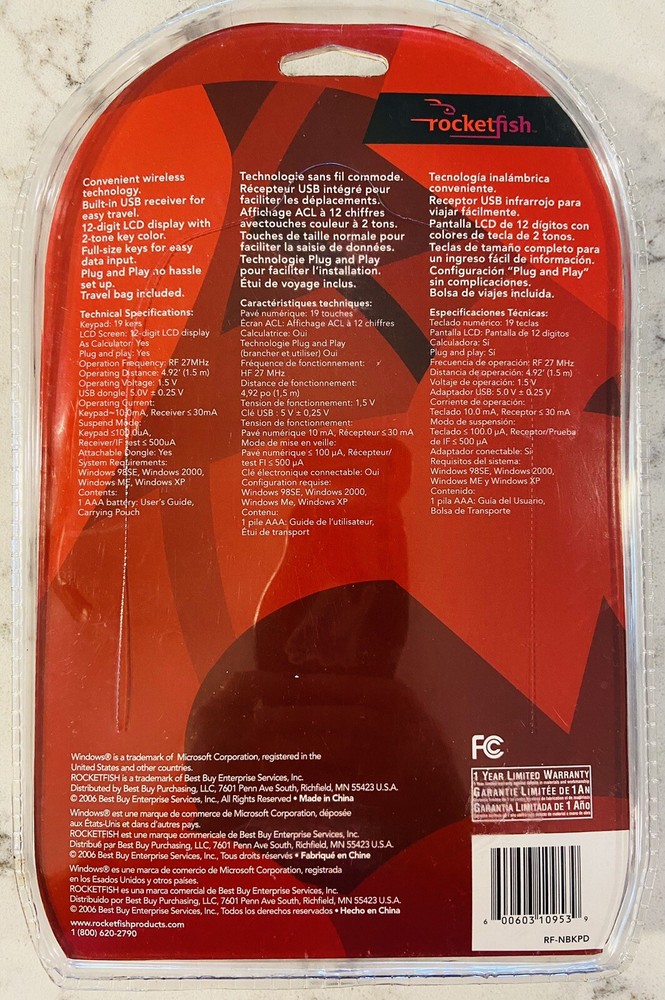 rocketfish™
Convenient wireless
technology.
Built-in USB receiver for
easy travel.
12-digit LCD display with
2-tone key color.
Full-size keys for easy
data input.
Plug and Play no hassle
set up.
Travel bag included.
Technical Specifications:
Keypad: 19 keys
LCD Screen: 12-digit LCD display
As Calculator: Yes
Plug and play: Yes
Operation Frequency: RF 27MHz
Operating Distance: 4.92' (1.5 m)
Operating Voltage: 1.5 V
USB dongle: 5.0V ± 0.25 V
Operating Current:
Keypad~10.0mA, Receiver ≤ 30mA
Suspend Mode:
Keypad ≤100.0uA,
Receiver/IF test ≤ 500uA
Attachable Dongle: Yes
System Requirements:
Windows 98SE, Windows 2000,
Windows ME, Windows XP
Contents:
1 AAA battery: User's Guide,
Carrying Pouch
Technologie sans fil commode.
Récepteur USB intégré pour
faciliter les déplacements.
Affichage ACL à 12 chiffres
avectouches couleur à 2 tons.
Touches de taille normale pour
faciliter la saisie de données.
Technologie Plug and Play
pour faciliter l'installation.
Étui de voyage inclus.
Caractéristiques techniques:
Pavé numérique: 19 touches
Écran ACL: Affichage ACL à 12 chiffres
Calculatrice: Oui
Technologie Plug and Play
(brancher et utiliser) Oui
Fréquence de fonctionnement:
HF 27 MHz
Distance de fonctionnement:
4,92 po (1,5 m)
Tension de fonctionnement: 1,5 V
Clé USB : 5 V ± 0,25 V
Tension de fonctionnement:
Pavé numérique 10 mA, Récepteur ≤ 30 mA
Mode de mise en veille:
Pavé numérique ≤ 100 µA, Récepteur/
test FI ≤ 500 µA
Clé électronique connectable: Oui
Configuration requise:
Windows 98SE, Windows 2000,
Windows Me, Windows XP
Contenu:
1 pile AAA: Guide de l'utilisateur,
Étui de transport
Tecnología inalámbrica
conveniente.
Receptor USB infrarrojo para
viajar fácilmente.
Pantalla LCD de 12 dígitos con
colores de tecla de 2 tonos.
Teclas de tamaño completo para
un ingreso fácil de información.
Configuración "Plug and Play"
sin complicaciones.
Bolsa de viajes incluida.
Especificaciones Técnicas:
Teclado numérico: 19 teclas
Pantalla LCD: Pantalla de 12 dígitos
Calculadora: Sí
Plug and play: Sí
Frecuencia de operación: RF 27 MHz
Distancia de operación: 4.92' (1.5 m)
Voltaje de operación: 1.5 V
Adaptador USB: 5.0 V ± 0.25 V
Corriente de operación:
Teclado 10.0 mA, Receptor ≤ 30 mA
Modo de suspensión:
Teclado ≤ 100.0 µA, Receptor/Prueba
de IF ≤ 500 µA
Adaptador conectable: Sí
Requisitos del sistema:
Windows 98SE, Windows 2000,
Windows ME y Windows XP
Contenido:
1 pila AAA: Guía del Usuario,
Bolsa de Transporte
Windows® is a trademark of Microsoft Corporation, registered in the
United States and other countries.
ROCKETFISH is a trademark of Best Buy Enterprise Services, Inc.
Distributed by Best Buy Purchasing, LLC, 7601 Penn Ave South, Richfield, MN 55423 U.S.A.
© 2006 Best Buy Enterprise Services, Inc., All Rights Reserved • Made in China
Windows® est une marque de commerce de Microsoft Corporation, déposée
aux États-Unis et dans d'autres pays.
ROCKETFISH est une marque commericale de Best Buy Enterprise Services, Inc.
Distribué par Best Buy Purchasing, LLC, 7601 Penn Ave South, Richfield, MN 55423 U.S.A.
© 2006 Best Buy Enterprise Services, Inc., Tous droits réservés • Fabriqué en Chine
Windows® es una marca de comercio de Microsoft Corporation, registrada
en los Esados Unidos y otros países.
ROCKETFISH es una marca comercial de Best Buy Enterprise Services, Inc.
Distribuido por Best Buy Purchasing, LLC, 7601 Penn Ave South, Richfield, MN 55423 U.S.A.
© 2006 Best Buy Enterprise Services, Inc., Todos los derechos reservados • Hecho en China
www.rocketfishproducts.com
1 (800) 620-2790
FC
1 YEAR LIMITED WARRANTY
GARANTIE LIMITÉE DE 1 AN
GARANTÍA LIMITADA DE 1 AÑO
6 00603 10953 9
RF-NBKPD